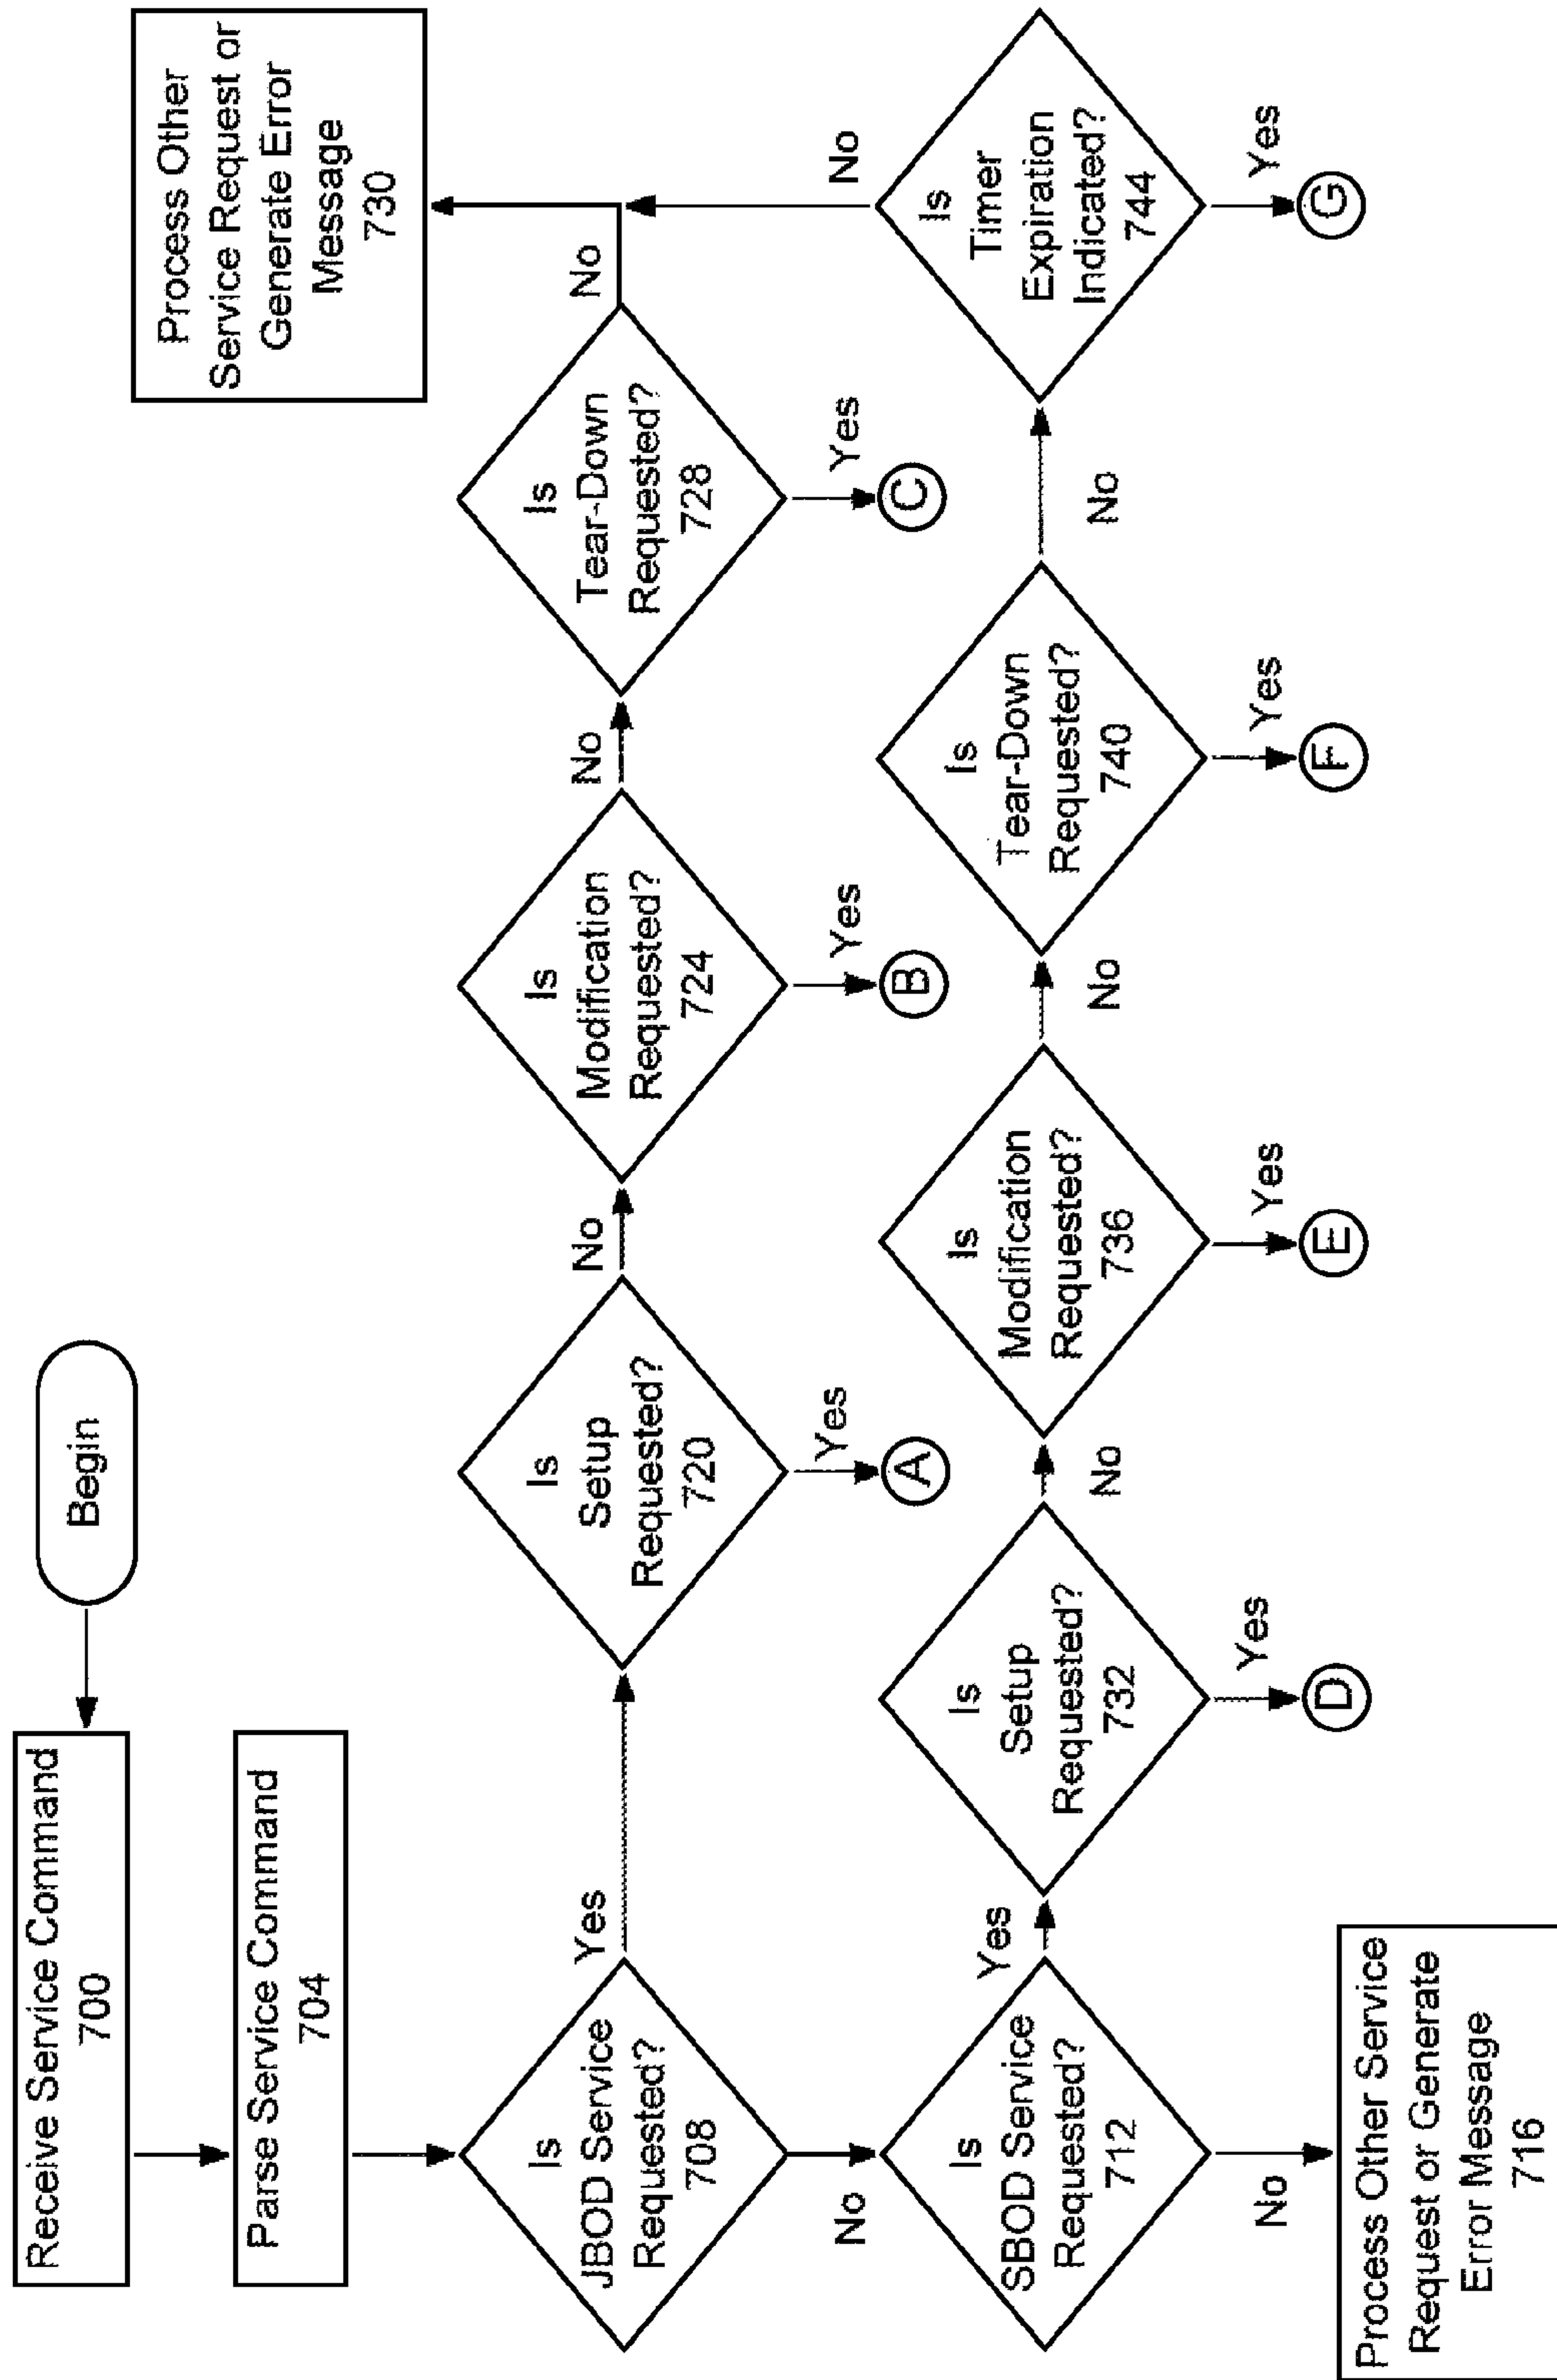 Begin
Receive Service Command
700
Parse Service Command
704
Is
JBOD Service
Requested?
708
Yes
No
Is
Setup
Requested?
720
No
Yes
A
Is
Modification
Requested?
724
No
Yes
B
Is
Tear-Down
Requested?
728
No
Yes
C
Process Other
Service Request or
Generate Error
Message
730
Is
SBOD Service
Requested?
712
Yes
No
Process Other Service
Request or Generate
Error Message
716
Is
Setup
Requested?
732
No
Yes
D
Is
Modification
Requested?
736
No
Yes
E
Is
Tear-Down
Requested?
740
No
Yes
F
Is
Timer
Expiration
Indicated?
744
No
Yes
G